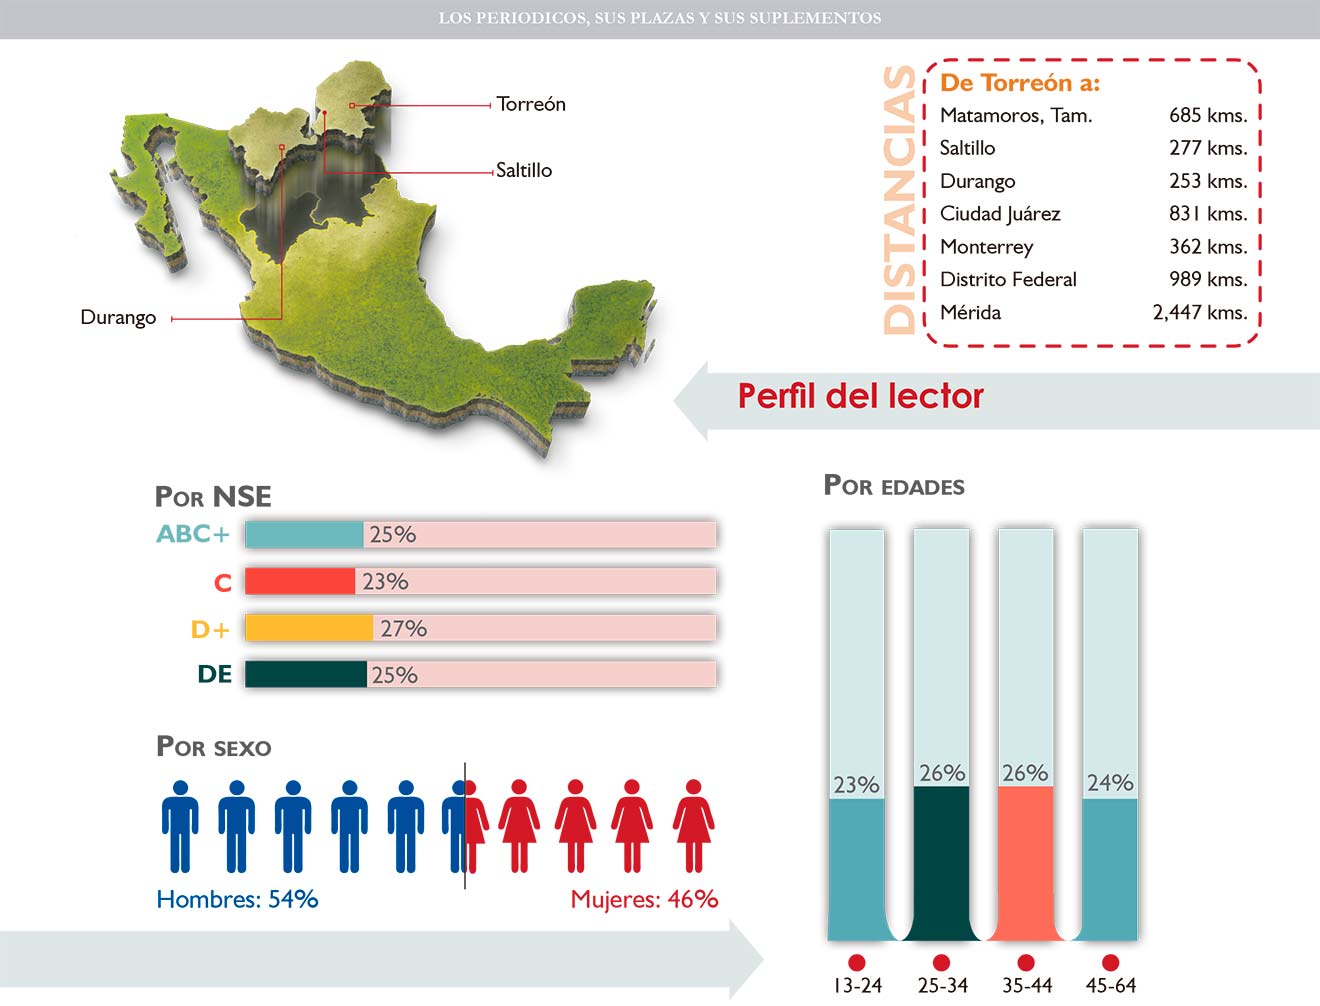 LOS PERIODICOS, SUS PLAZAS Y SUS SUPLEMENTOS
Torreón
Saltillo
Durango
DISTANCIAS
De Torreón a:
Matamoros, Tam. 685 kms.
Saltillo 277 kms.
Durango 253 kms.
Ciudad Juárez 831 kms.
Monterrey 362 kms.
Distrito Federal 989 kms.
Mérida 2,447 kms.
Perfil del lector
POR NSE
ABC+ 25%
C 23%
D+ 27%
DE 25%
POR SEXO
Hombres: 54% Mujeres: 46%
POR EDADES
23% 26% 26% 24%
13-24 25-34 35-44 45-64